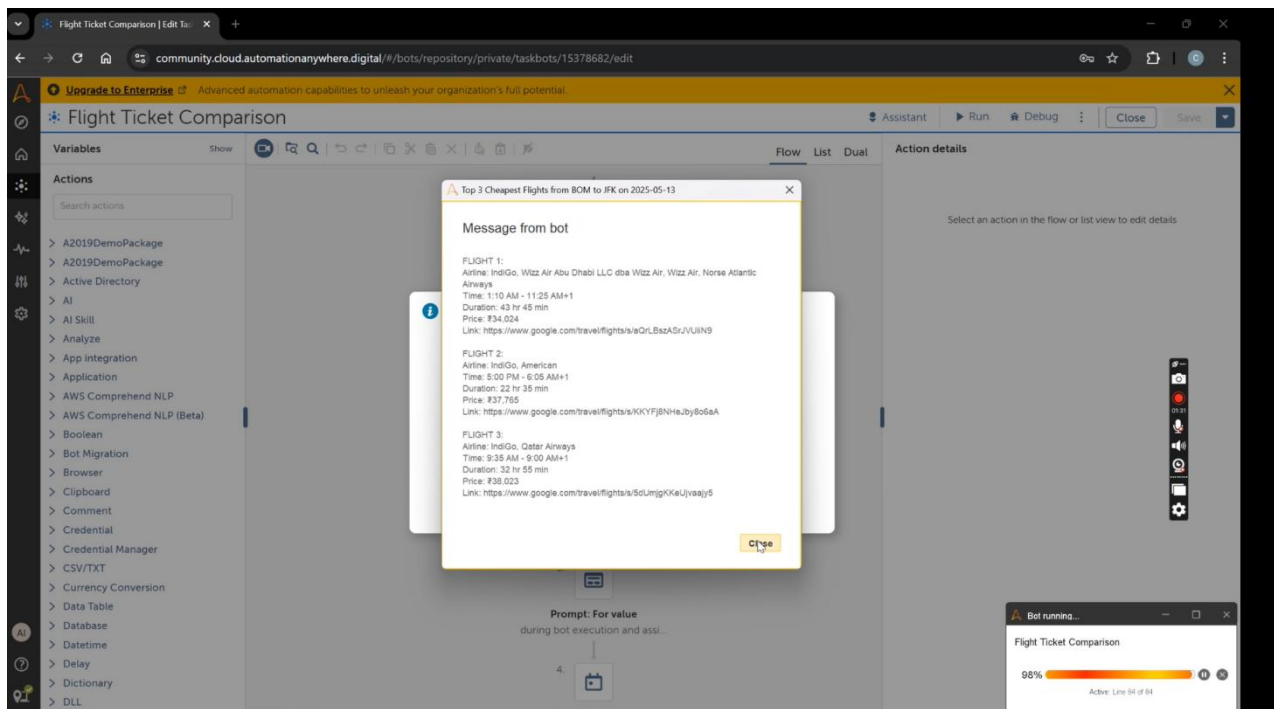 Flight Ticket Comparison | Edit Tas
community.cloud.automationanywhere.digital/#/bots/repository/private/taskbots/15378682/edit
C
Upgrade to Enterprise Advanced automation capabilities to unleash your organization's full potential.
Flight Ticket Comparison
Assistant Run Debug Close Save
Variables Show
Flow List Dual
Action details
Actions
Search actions
Select an action in the flow or list view to edit details
A2019DemoPackage
A2019DemoPackage
Active Directory
AI
AI Skill
Analyze
App integration
Application
AWS Comprehend NLP
AWS Comprehend NLP (Beta)
Boolean
Bot Migration
Browser
Clipboard
Comment
Credential
Credential Manager
CSV/TXT
Currency Conversion
Data Table
Database
Datetime
Delay
Dictionary
DLL
AI
Top 3 Cheapest Flights from BOM to JFK on 2025-05-13
Message from bot
FLIGHT 1:
Airline: IndiGo, Wizz Air Abu Dhabi LLC dba Wizz Air, Wizz Air, Norse Atlantic
Airways
Time: 1:10 AM - 11:25 AM+1
Duration: 43 hr 45 min
Price: ₹34,024
Link: https://www.google.com/travel/flights/s/aQrLBszASrJVUiiN9
FLIGHT 2:
Airline: IndiGo, American
Time: 5:00 PM - 6:05 AM+1
Duration: 22 hr 35 min
Price: ₹37,765
Link: https://www.google.com/travel/flights/s/KKYFj8NHeJby8o6aA
FLIGHT 3:
Airline: IndiGo, Qatar Airways
Time: 9:35 AM - 9:00 AM+1
Duration: 32 hr 55 min
Price: ₹38,023
Link: https://www.google.com/travel/flights/s/5dUmjgKKeUjvaajy5
Close
Prompt: For value
during bot execution and assi...
4.
01:31
Bot running...
Flight Ticket Comparison
98%
Active: Line 84 of 84